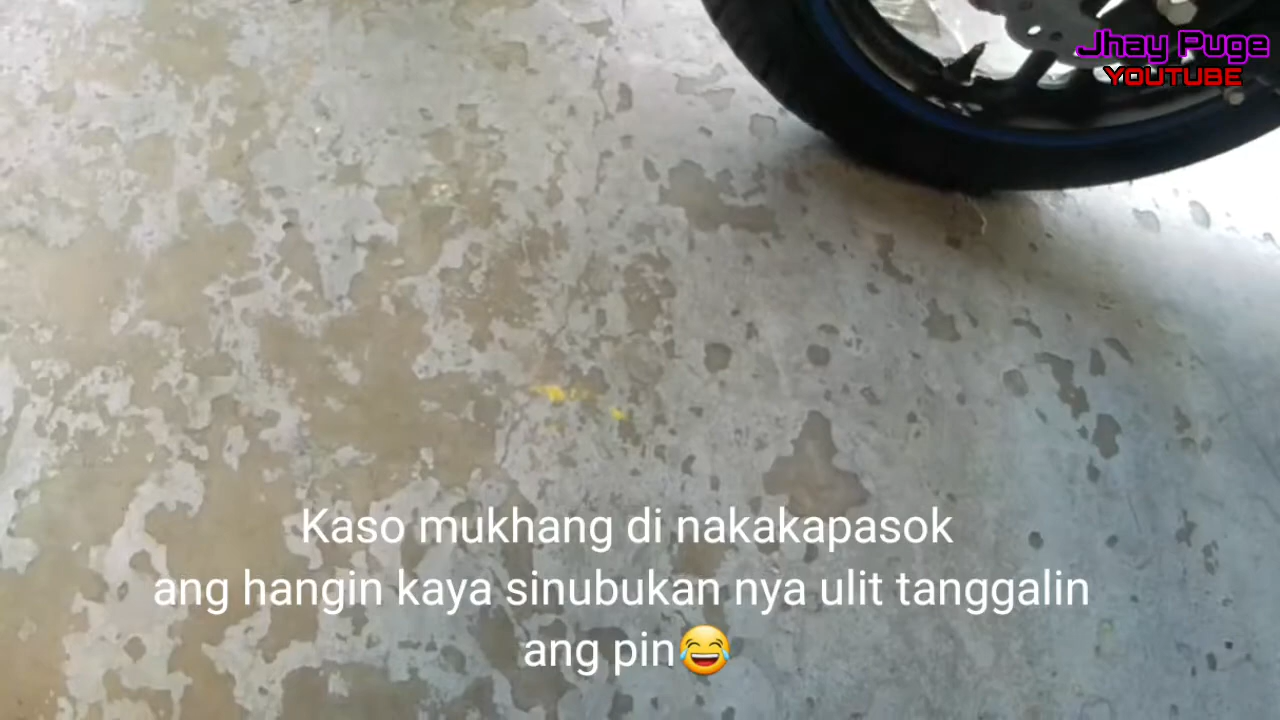 Jhay Puge
YOUTUBE
Kaso mukhang di nakakapasok
ang hangin kaya sinubukan nya ulit tanggalin
ang pin😂